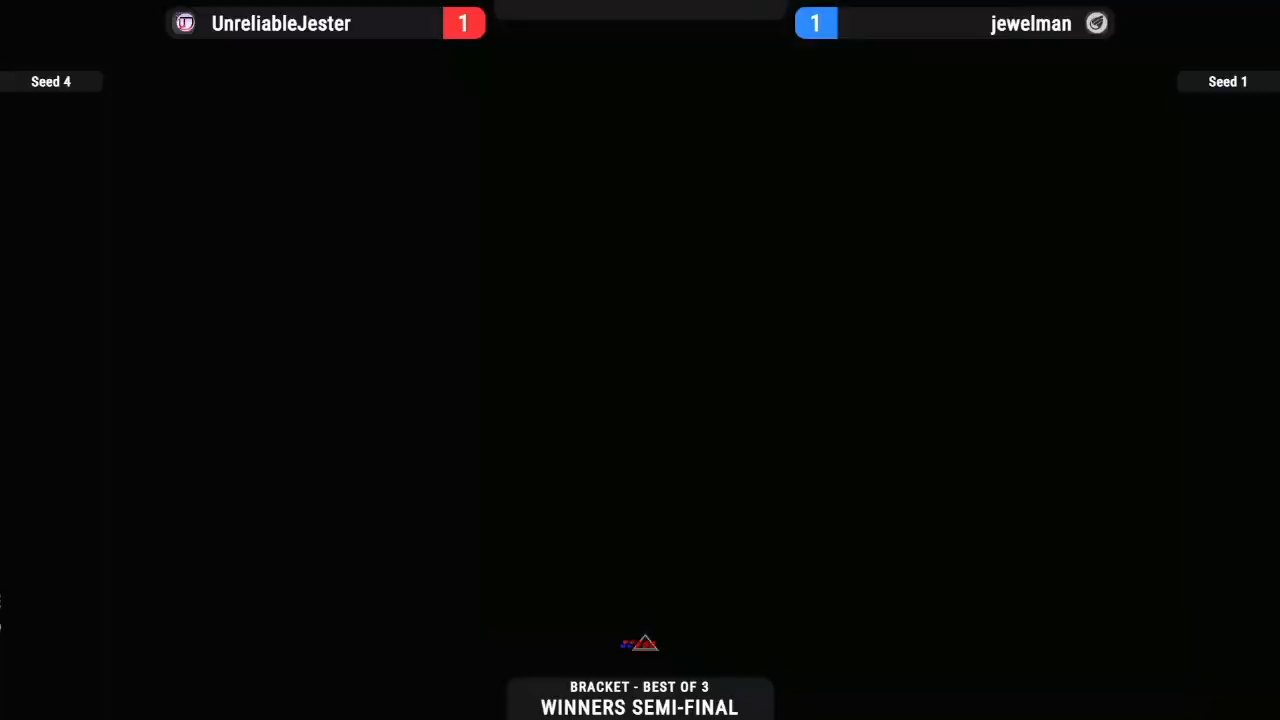 UnreliableJester 1
1 jewelman
Seed 4
Seed 1
BRACKET - BEST OF 3
WINNERS SEMI-FINAL